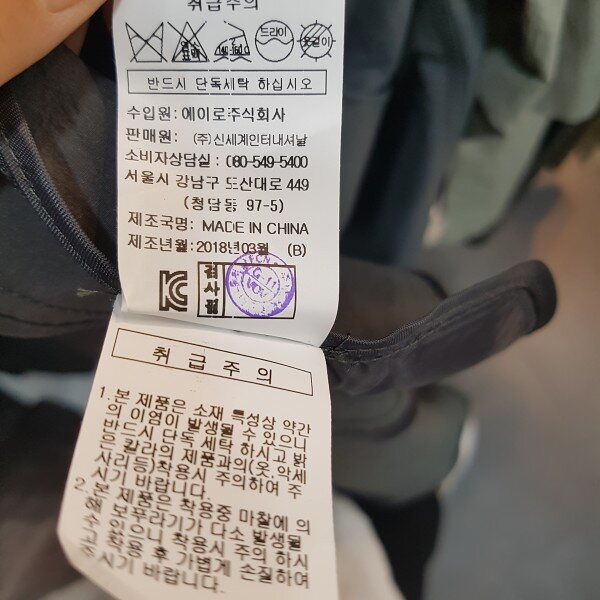 취급주의
염소표백
140~160℃
드라이
옷걸이
반드시 단독세탁 하십시오
수입원: 에이로주식회사
판매원: (주)신세계인터내셔날
소비자상담실 : 080-549-5400
서울시 강남구 도산대로 449
(청담동 97-5)
제조국명: MADE IN CHINA
제조년월: 2018년03월 (B)
검사필
취급주의
1. 본 제품은 소재 특성상 약간
의 이염이 발생될 수 있으니
반드시 단독 세탁 하시고 밝
은 칼라의 제품과의(옷,악세
사리등)착용시 주의하여 주
시기 바랍니다.
2. 본 제품은 착용중 마찰에 의
해 보푸라기가 다소 발생될
수 있으니 착용시 주의 하시
고 착용 후 가볍게 손질하여
주시기 바랍니다.